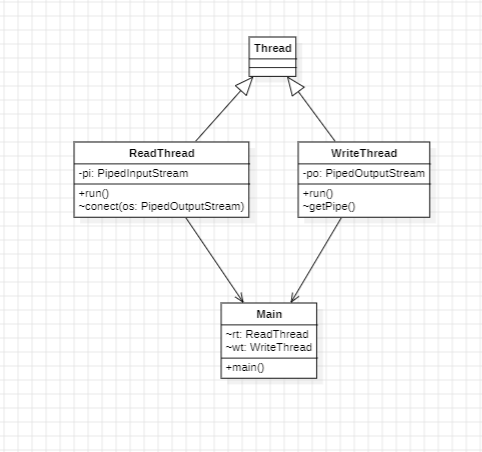 Thread
ReadThread
-pi: PipedInputStream
+run()
~conect(os: PipedOutputStream)
WriteThread
-po: PipedOutputStream
+run()
~getPipe()
Main
~rt: ReadThread
~wt: WriteThread
+main()